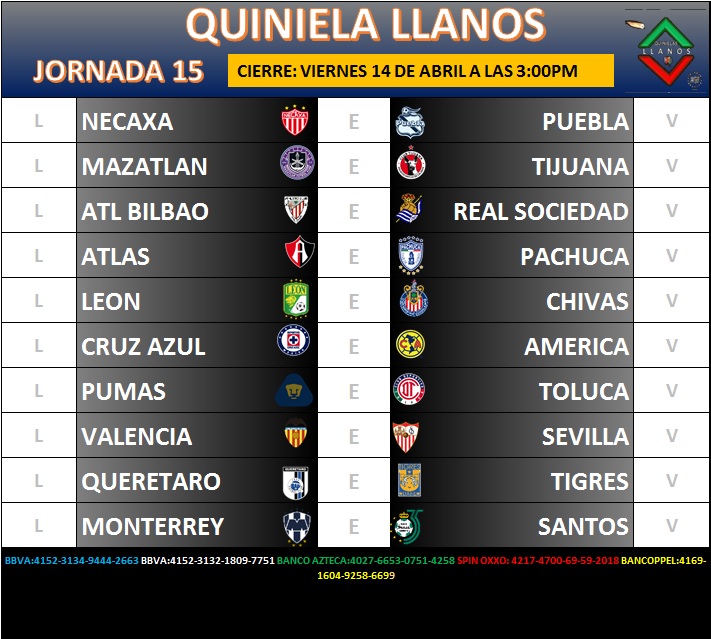 QUINIELA LLANOS
JORNADA 15
CIERRE: VIERNES 14 DE ABRIL A LAS 3:00PM
QUINIELAS
LLANOS
L NECAXA E PUEBLA V
L MAZATLAN E TIJUANA V
L ATL BILBAO E REAL SOCIEDAD V
L ATLAS E PACHUCA V
L LEON E CHIVAS V
L CRUZ AZUL E AMERICA V
L PUMAS E TOLUCA V
L VALENCIA E SEVILLA V
L QUERETARO E TIGRES V
L MONTERREY E SANTOS V
BBVA:4152-3134-9444-2663 BBVA:4152-3132-1809-7751 BANCO AZTECA:4027-6653-0751-4258 SPIN OXXO: 4217-4700-69-59-2018 BANCOPPEL:4169-
1604-9258-6699